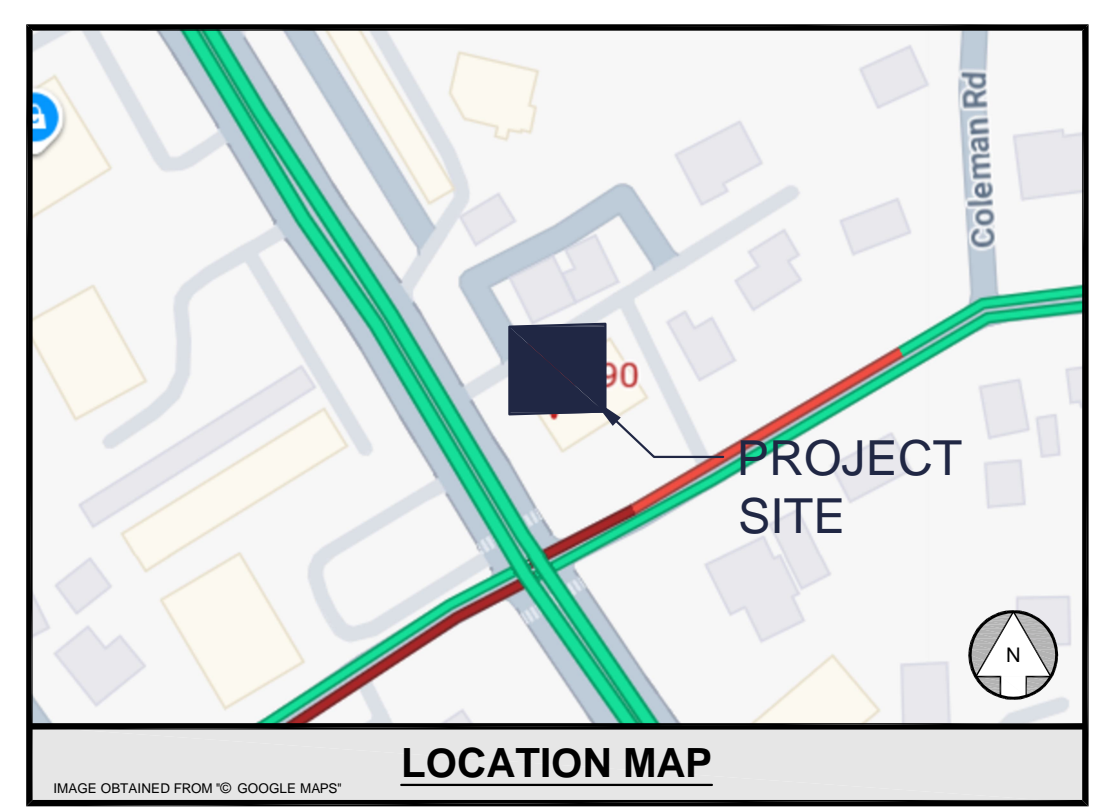 Coleman Rd
90
PROJECT
SITE
N
LOCATION MAP
IMAGE OBTAINED FROM "© GOOGLE MAPS"